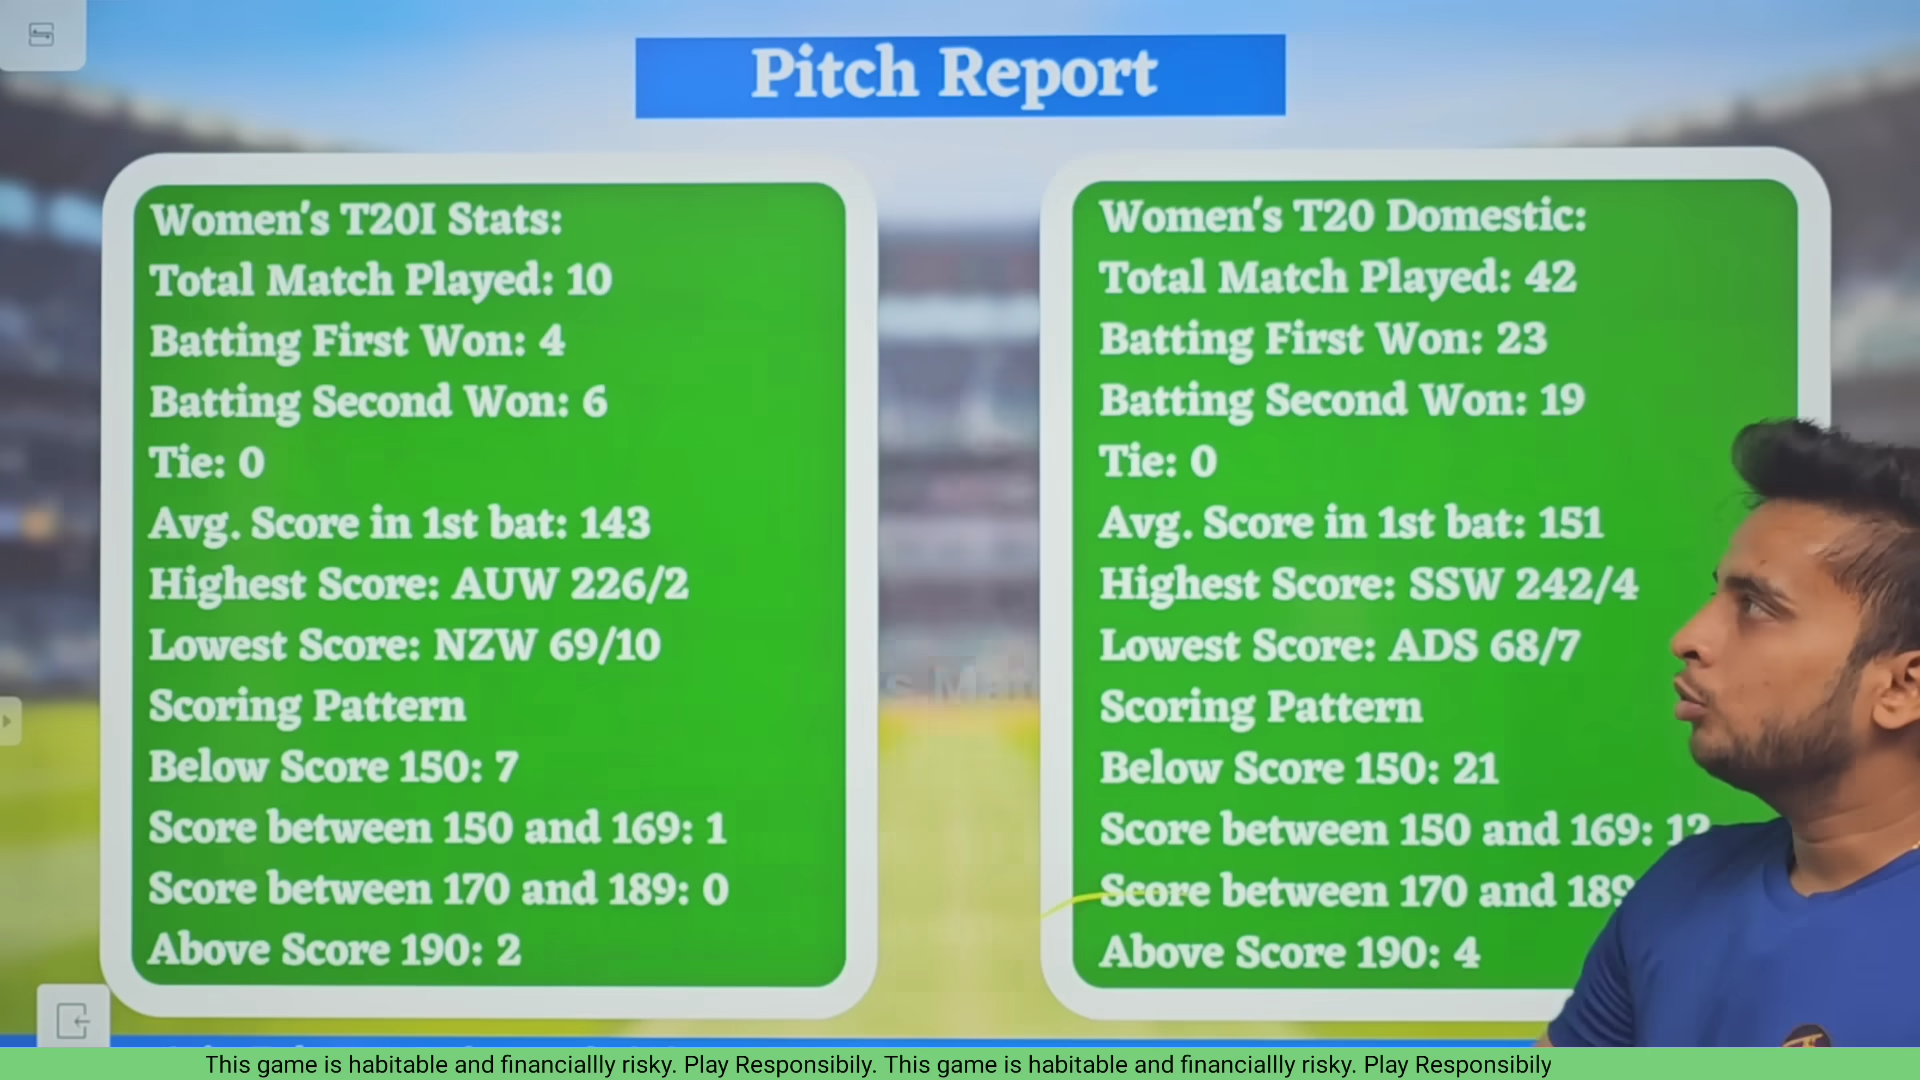 Pitch Report
Women's T20I Stats:
Total Match Played: 10
Batting First Won: 4
Batting Second Won: 6
Tie: 0
Avg. Score in 1st bat: 143
Highest Score: AUW 226/2
Lowest Score: NZW 69/10
Scoring Pattern
Below Score 150: 7
Score between 150 and 169: 1
Score between 170 and 189: 0
Above Score 190: 2
Women's T20 Domestic:
Total Match Played: 42
Batting First Won: 23
Batting Second Won: 19
Tie: 0
Avg. Score in 1st bat: 151
Highest Score: SSW 242/4
Lowest Score: ADS 68/7
Scoring Pattern
Below Score 150: 21
Score between 150 and 169:
Score between 170 and 189
Above Score 190: 4
This game is habitable and financiallly risky. Play Responsibily. This game is habitable and financiallly risky. Play Responsibily